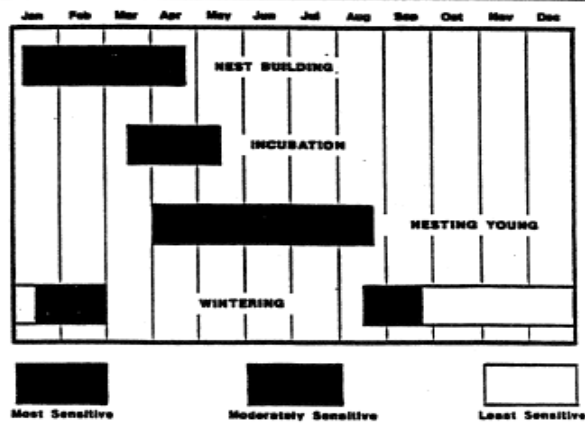 Jan Feb Mar Apr May Jun Jul Aug Sep Oct Nov Dec
NEST BUILDING
INCUBATION
NESTING YOUNG
WINTERING
Most Sensitive Moderately Sensitive Least Sensitive